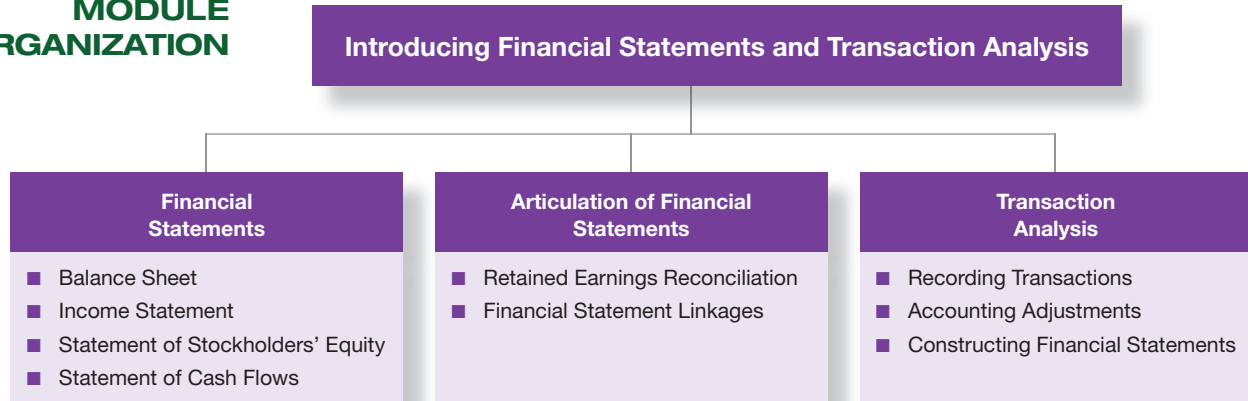 MODULE
RGANIZATION
Introducing Financial Statements and Transaction Analysis
Financial
Statements
■ Balance Sheet
■ Income Statement
■ Statement of Stockholders’ Equity
■ Statement of Cash Flows
Articulation of Financial
Statements
■ Retained Earnings Reconciliation
■ Financial Statement Linkages
Transaction
Analysis
■ Recording Transactions
■ Accounting Adjustments
■ Constructing Financial Statements